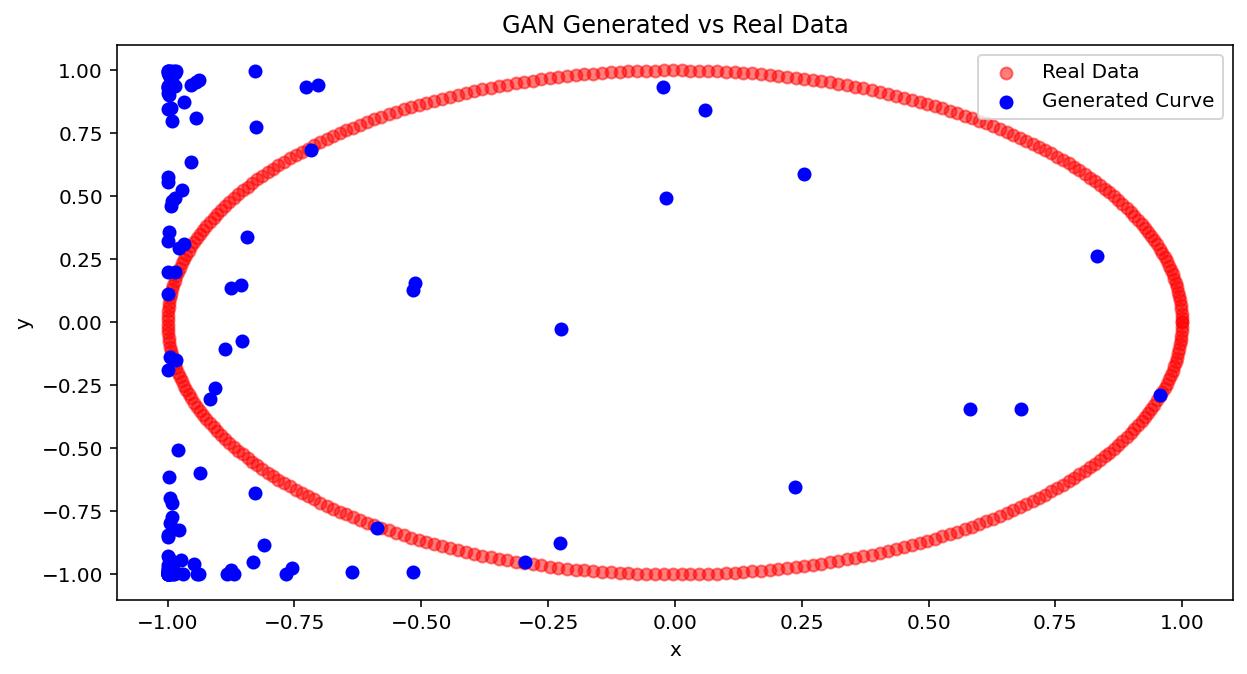 GAN Generated vs Real Data
Real Data
Generated Curve
1.00
0.75
0.50
0.25
0.00
−0.25
−0.50
−0.75
−1.00
y
−1.00 −0.75 −0.50 −0.25 0.00 0.25 0.50 0.75 1.00
x